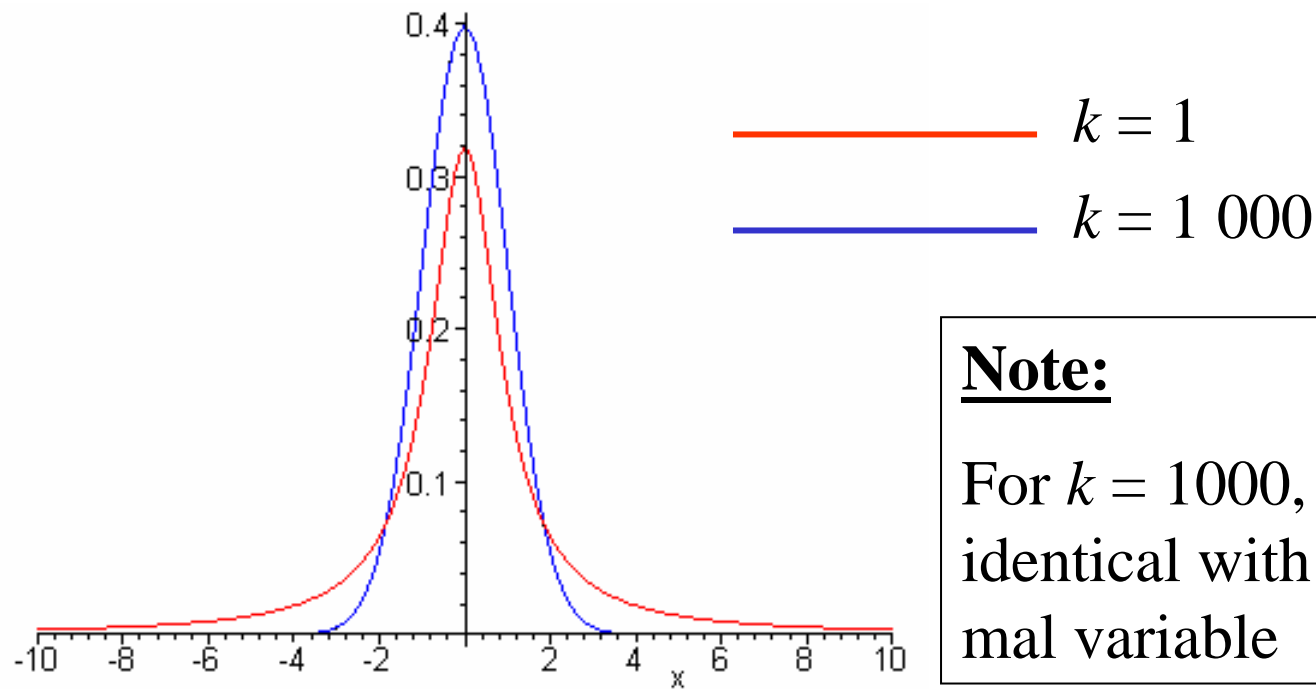 0.4
0.3
0.2
0.1
-10 -8 -6 -4 -2 2 4 6 8 10
x
k = 1
k = 1 000
Note:
For k = 1000,
identical with
mal variable